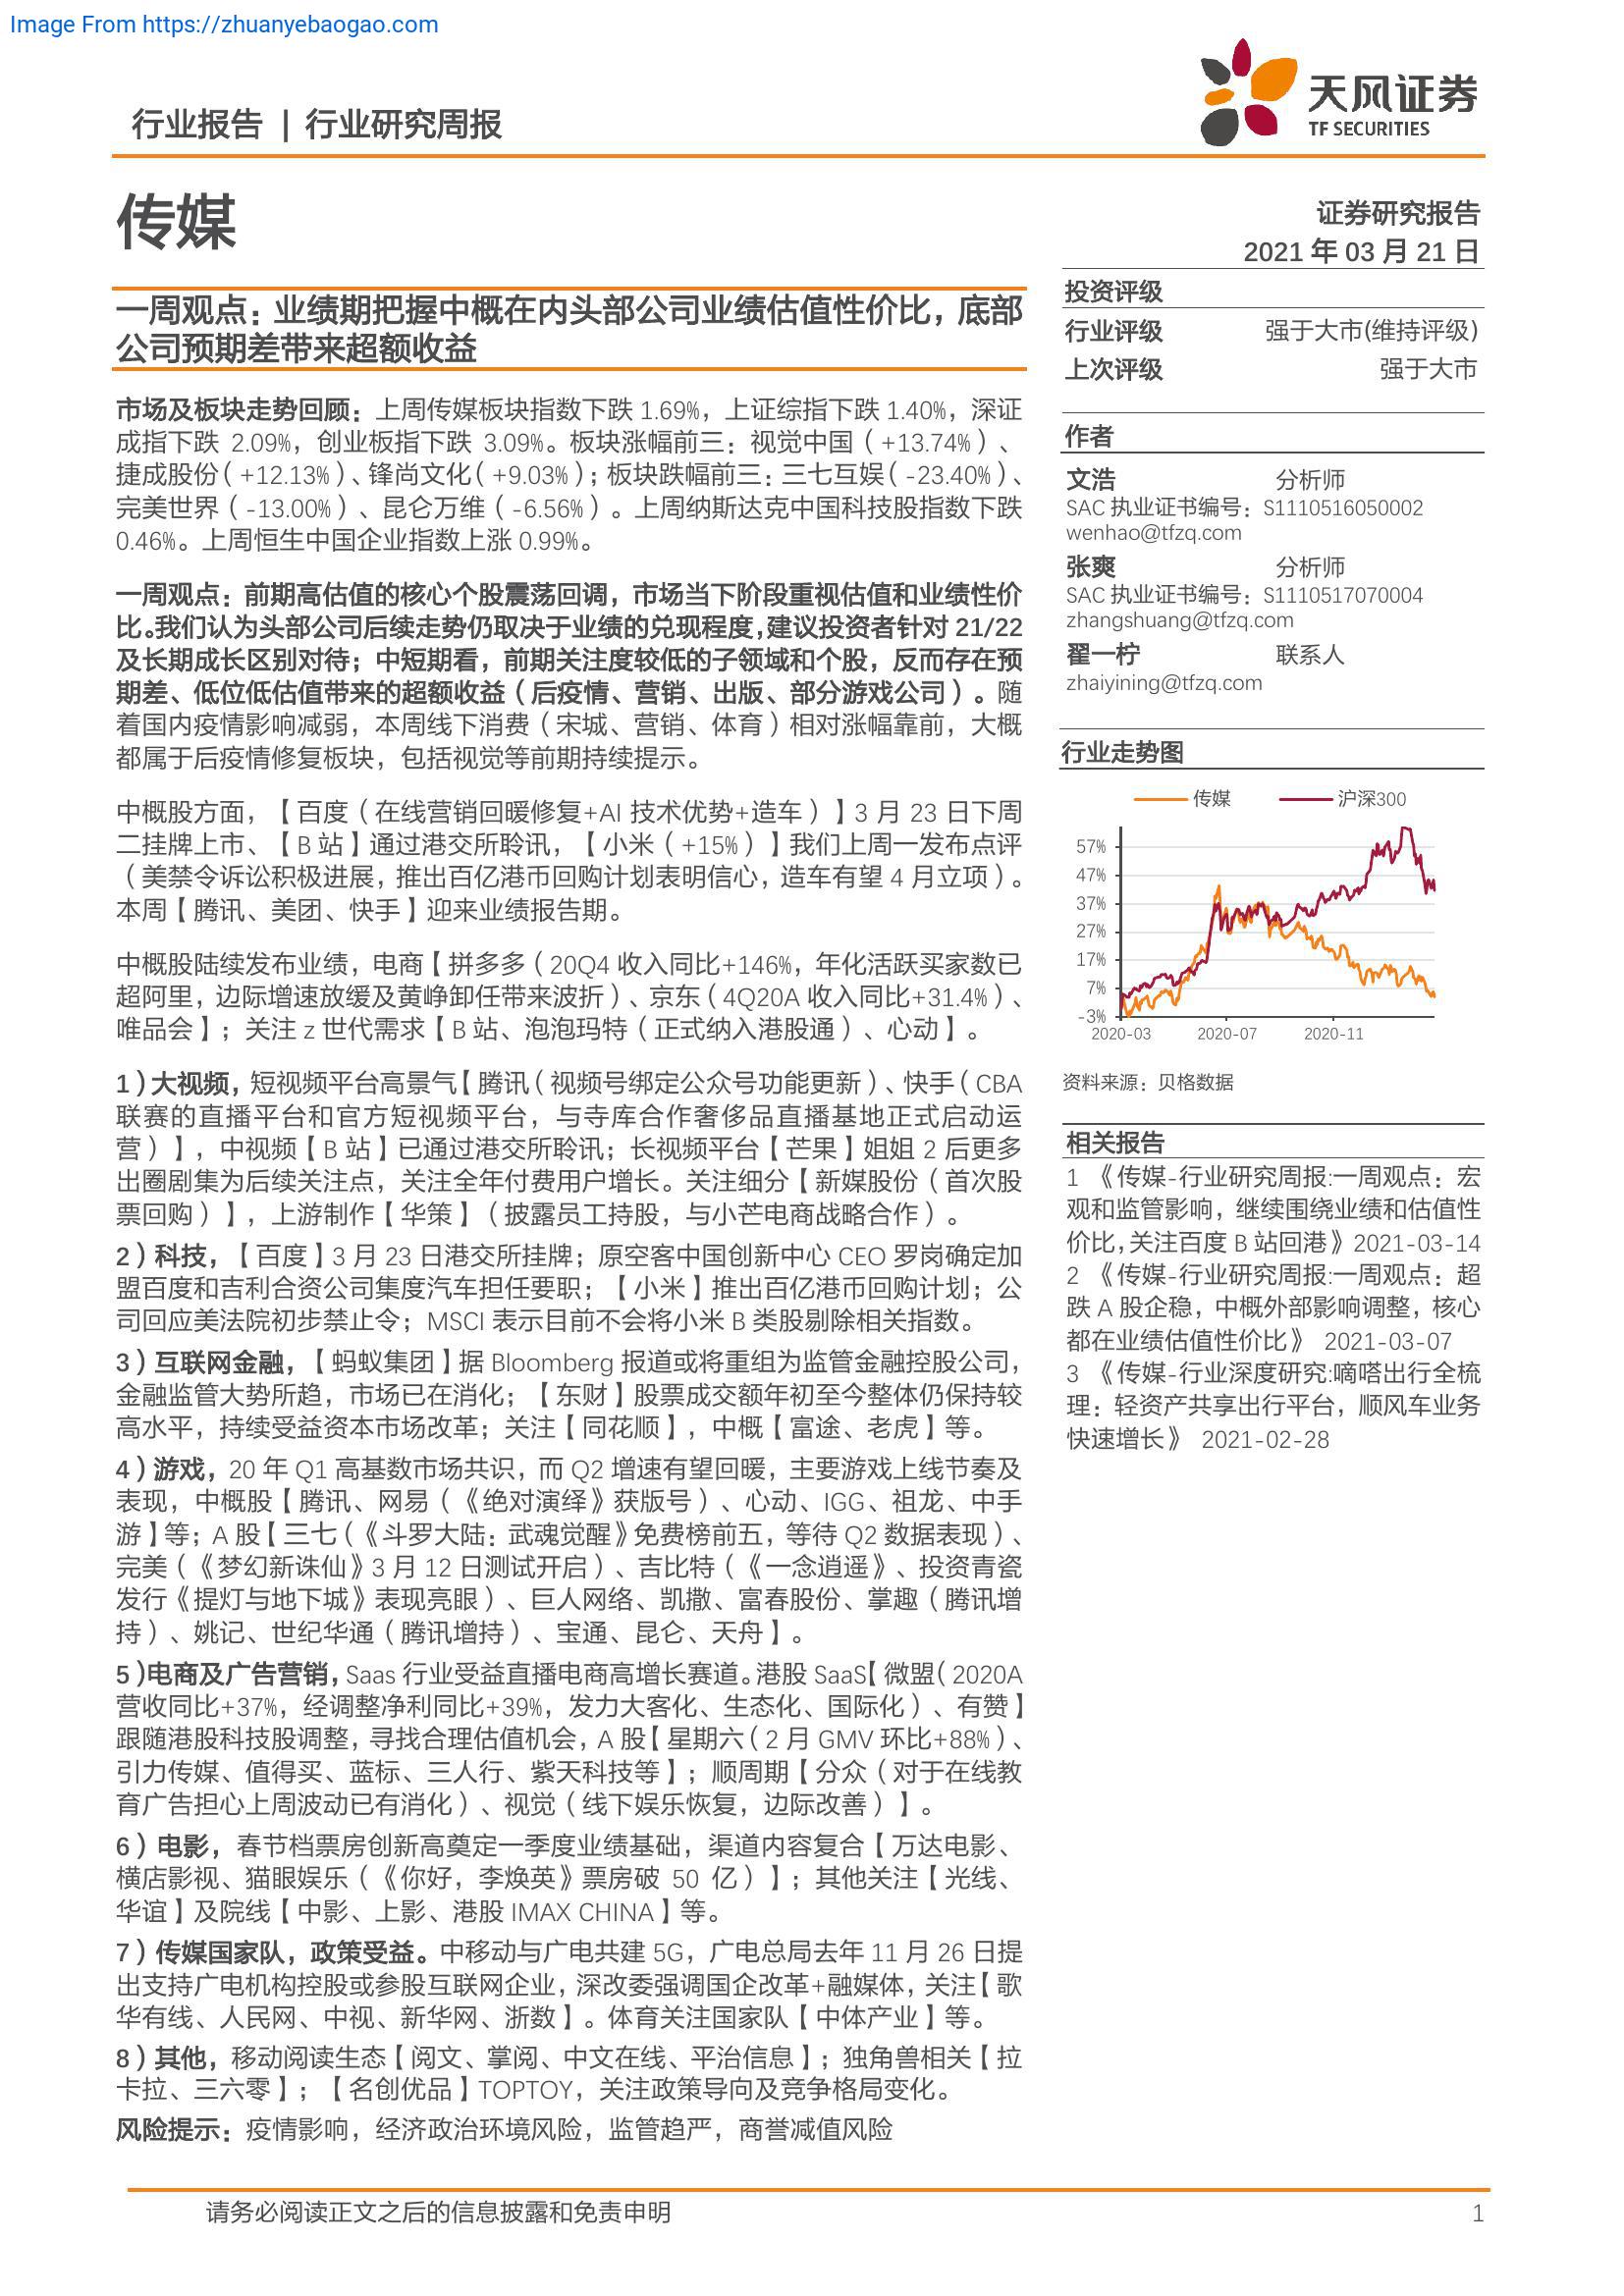 Image From https://zhuanyebaogao.com
行业报告 | 行业研究周报
天风证券
TF SECURITIES
传媒
证券研究报告
2021 年 03 月 21 日
一周观点：业绩期把握中概在内头部公司业绩估值性价比，底部
公司预期差带来超额收益
市场及板块走势回顾：上周传媒板块指数下跌 1.69%，上证综指下跌 1.40%，深证
成指下跌 2.09%，创业板指下跌 3.09%。板块涨幅前三：视觉中国（+13.74%）、
捷成股份（+12.13%）、锋尚文化（+9.03%）；板块跌幅前三：三七互娱（-23.40%）、
完美世界（-13.00%）、昆仑万维（-6.56%）。上周纳斯达克中国科技股指数下跌
0.46%。上周恒生中国企业指数上涨 0.99%。
一周观点：前期高估值的核心个股震荡回调，市场当下阶段重视估值和业绩性价
比。我们认为头部公司后续走势仍取决于业绩的兑现程度，建议投资者针对 21/22
及长期成长区别对待；中短期看，前期关注度较低的子领域和个股，反而存在预
期差、低位低估值带来的超额收益（后疫情、营销、出版、部分游戏公司）。随
着国内疫情影响减弱，本周线下消费（宋城、营销、体育）相对涨幅靠前，大概
都属于后疫情修复板块，包括视觉等前期持续提示。
中概股方面，【百度（在线营销回暖修复+AI 技术优势+造车）】3 月 23 日下周
二挂牌上市、【B 站】通过港交所聆讯，【小米（+15%）】我们上周一发布点评
（美禁令诉讼积极进展，推出百亿港币回购计划表明信心，造车有望 4 月立项）。
本周【腾讯、美团、快手】迎来业绩报告期。
中概股陆续发布业绩，电商【拼多多（20Q4 收入同比+146%，年化活跃买家数已
超阿里，边际增速放缓及黄峥卸任带来波折）、京东（4Q20A 收入同比+31.4%）、
唯品会】；关注 z 世代需求【B 站、泡泡玛特（正式纳入港股通）、心动】。
1）大视频，短视频平台高景气【腾讯（视频号绑定公众号功能更新）、快手（CBA
联赛的直播平台和官方短视频平台，与寺库合作奢侈品直播基地正式启动运
营）】，中视频【B 站】已通过港交所聆讯；长视频平台【芒果】姐姐 2 后更多
出圈剧集为后续关注点，关注全年付费用户增长。关注细分【新媒股份（首次股
票回购）】，上游制作【华策】（披露员工持股，与小芒电商战略合作）。
2）科技，【百度】3 月 23 日港交所挂牌；原空客中国创新中心 CEO 罗岗确定加
盟百度和吉利合资公司集度汽车担任要职；【小米】推出百亿港币回购计划；公
司回应美法院初步禁止令；MSCI 表示目前不会将小米 B 类股剔除相关指数。
3）互联网金融，【蚂蚁集团】据 Bloomberg 报道或将重组为监管金融控股公司，
金融监管大势所趋，市场已在消化；【东财】股票成交额年初至今整体仍保持较
高水平，持续受益资本市场改革；关注【同花顺】，中概【富途、老虎】等。
4）游戏，20 年 Q1 高基数市场共识，而 Q2 增速有望回暖，主要游戏上线节奏及
表现，中概股【腾讯、网易（《绝对演绎》获版号）、心动、IGG、祖龙、中手
游】等；A 股【三七（《斗罗大陆：武魂觉醒》免费榜前五，等待 Q2 数据表现）、
完美（《梦幻新诛仙》3 月 12 日测试开启）、吉比特（《一念逍遥》、投资青瓷
发行《提灯与地下城》表现亮眼）、巨人网络、凯撒、富春股份、掌趣（腾讯增
持）、姚记、世纪华通（腾讯增持）、宝通、昆仑、天舟】。
5）电商及广告营销，Saas 行业受益直播电商高增长赛道。港股 SaaS【微盟（2020A
营收同比+37%，经调整净利同比+39%，发力大客化、生态化、国际化）、有赞】
跟随港股科技股调整，寻找合理估值机会，A 股【星期六（2 月 GMV 环比+88%）、
引力传媒、值得买、蓝标、三人行、紫天科技等】；顺周期【分众（对于在线教
育广告担心上周波动已有消化）、视觉（线下娱乐恢复，边际改善）】。
6）电影，春节档票房创新高奠定一季度业绩基础，渠道内容复合【万达电影、
横店影视、猫眼娱乐（《你好，李焕英》票房破 50 亿）】；其他关注【光线、
华谊】及院线【中影、上影、港股 IMAX CHINA】等。
7）传媒国家队，政策受益。中移动与广电共建 5G，广电总局去年 11 月 26 日提
出支持广电机构控股或参股互联网企业，深改委强调国企改革+融媒体，关注【歌
华有线、人民网、中视、新华网、浙数】。体育关注国家队【中体产业】等。
8）其他，移动阅读生态【阅文、掌阅、中文在线、平治信息】；独角兽相关【拉
卡拉、三六零】；【名创优品】TOPTOY，关注政策导向及竞争格局变化。
风险提示：疫情影响，经济政治环境风险，监管趋严，商誉减值风险
投资评级
行业评级 强于大市(维持评级)
上次评级 强于大市
作者
文浩 分析师
SAC 执业证书编号：S1110516050002
wenhao@tfzq.com
张爽 分析师
SAC 执业证书编号：S1110517070004
zhangshuang@tfzq.com
翟一柠 联系人
zhaiyining@tfzq.com
行业走势图
传媒 沪深300
57%
47%
37%
27%
17%
7%
-3%
2020-03 2020-07 2020-11
资料来源：贝格数据
相关报告
1 《传媒-行业研究周报:一周观点：宏
观和监管影响，继续围绕业绩和估值性
价比，关注百度 B 站回港》2021-03-14
2 《传媒-行业研究周报:一周观点：超
跌 A 股企稳，中概外部影响调整，核心
都在业绩估值性价比》 2021-03-07
3 《传媒-行业深度研究:嘀嗒出行全梳
理：轻资产共享出行平台，顺风车业务
快速增长》 2021-02-28
请务必阅读正文之后的信息披露和免责申明 1